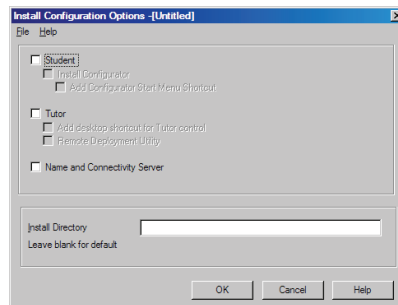 Install Configuration Options -[Untitled]
File Help
Student
Install Configurator
Add Configurator Start Menu Shortcut
Tutor
Add desktop shortcut for Tutor control
Remote Deployment Utility
Name and Connectivity Server
Install Directory
Leave blank for default
OK Cancel Help